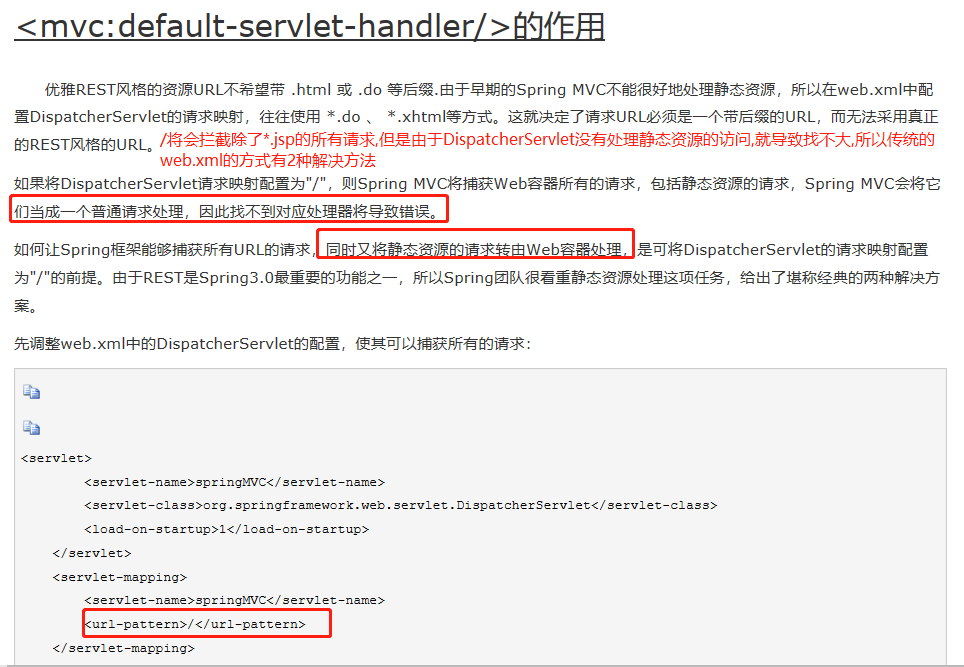 <mvc:default-servlet-handler/>的作用
优雅REST风格的资源URL不希望带 .html 或 .do 等后缀.由于早期的Spring MVC不能很好地处理静态资源，所以在web.xml中配
置DispatcherServlet的请求映射，往往使用 *.do 、 *.xhtml等方式。这就决定了请求URL必须是一个带后缀的URL，而无法采用真正
的REST风格的URL。
/将会拦截除了*.jsp的所有请求,但是由于DispatcherServlet没有处理静态资源的访问,就导致找不大,所以传统的
web.xml的方式有2种解决方法
如果将DispatcherServlet请求映射配置为"/"，则Spring MVC将捕获Web容器所有的请求，包括静态资源的请求，Spring MVC会将它
们当成一个普通请求处理，因此找不到对应处理器将导致错误。
如何让Spring框架能够捕获所有URL的请求，同时又将静态资源的请求转由Web容器处理，是可将DispatcherServlet的请求映射配置
为"/"的前提。由于REST是Spring3.0最重要的功能之一，所以Spring团队很看重静态资源处理这项任务，给出了堪称经典的两种解决方
案。
先调整web.xml中的DispatcherServlet的配置，使其可以捕获所有的请求：
<servlet>
<servlet-name>springMVC</servlet-name>
<servlet-class>org.springframework.web.servlet.DispatcherServlet</servlet-class>
<load-on-startup>1</load-on-startup>
</servlet>
<servlet-mapping>
<servlet-name>springMVC</servlet-name>
<url-pattern>/</url-pattern>
</servlet-mapping>